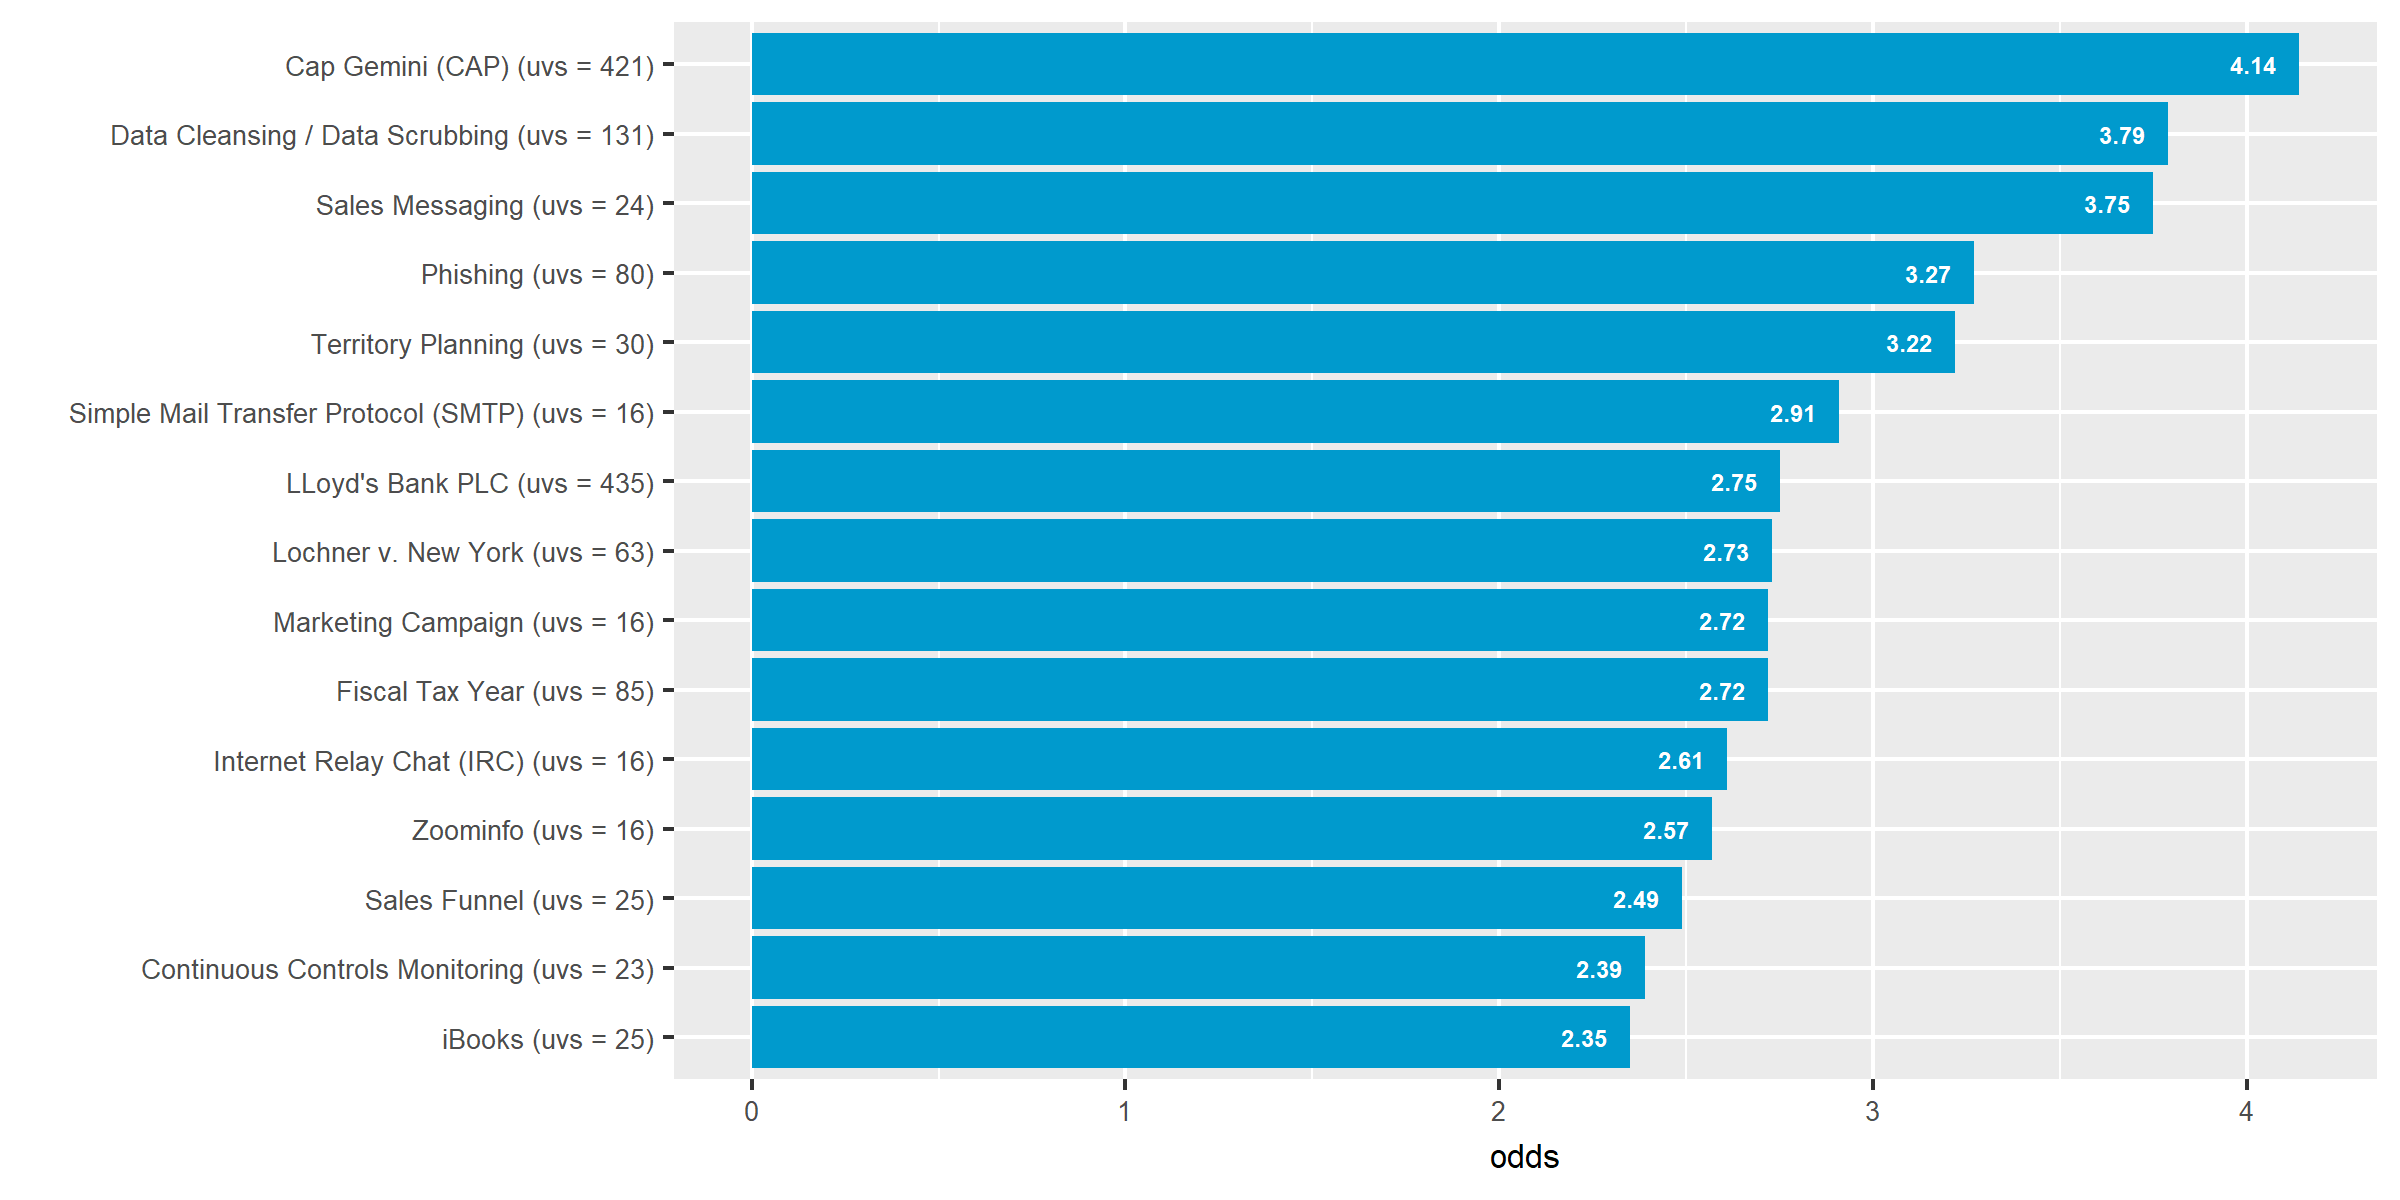 Cap Gemini (CAP) (uvs = 421) 4.14
Data Cleansing / Data Scrubbing (uvs = 131) 3.79
Sales Messaging (uvs = 24) 3.75
Phishing (uvs = 80) 3.27
Territory Planning (uvs = 30) 3.22
Simple Mail Transfer Protocol (SMTP) (uvs = 16) 2.91
LLoyd's Bank PLC (uvs = 435) 2.75
Lochner v. New York (uvs = 63) 2.73
Marketing Campaign (uvs = 16) 2.72
Fiscal Tax Year (uvs = 85) 2.72
Internet Relay Chat (IRC) (uvs = 16) 2.61
Zoominfo (uvs = 16) 2.57
Sales Funnel (uvs = 25) 2.49
Continuous Controls Monitoring (uvs = 23) 2.39
iBooks (uvs = 25) 2.35
0 1 2 3 4
odds